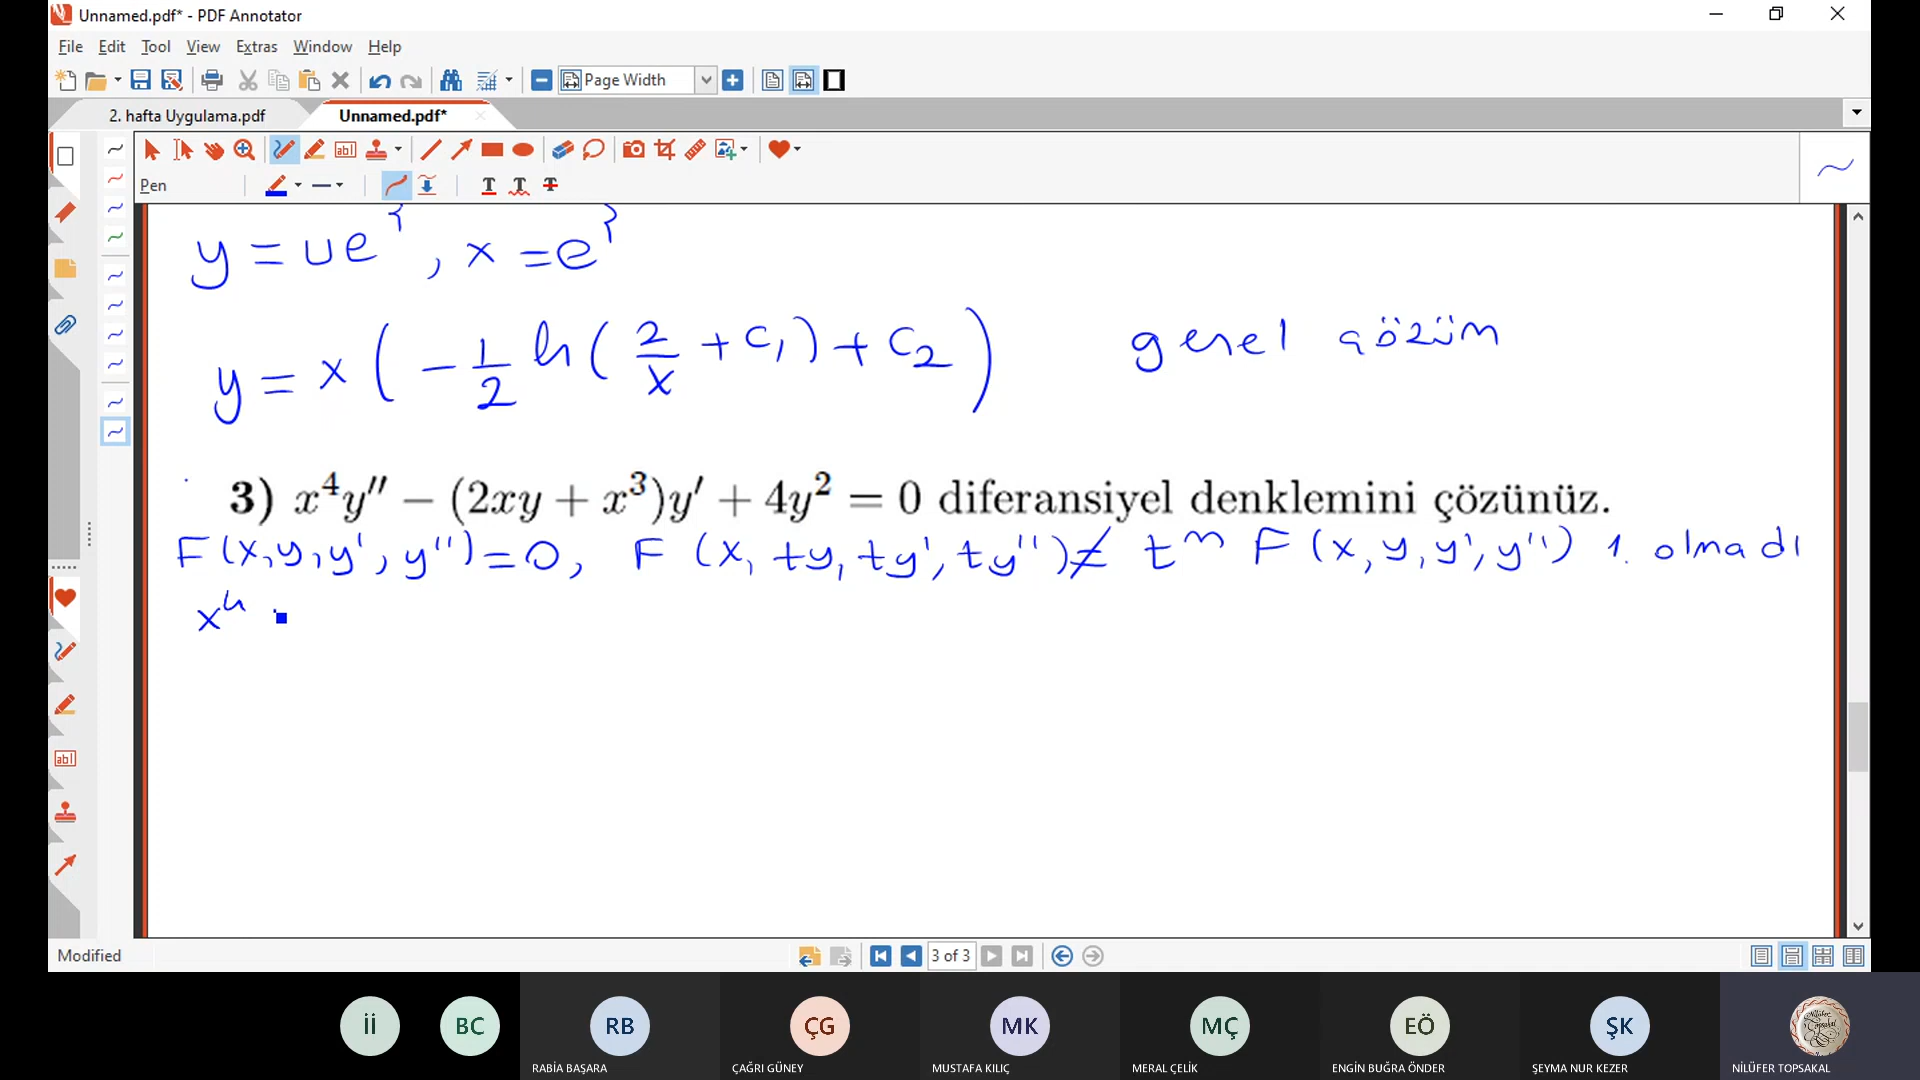 Unnamed.pdf* - PDF Annotator
File Edit Tool View Extras Window Help
Page Width
2. hafta Uygulama.pdf Unnamed.pdf*
Pen
y = ue^ξ, x = e^ξ
y = x ( - 1/2 ln ( 2/x + c₁ ) + c₂ ) genel çözüm
3) x⁴y'' − (2xy + x³)y' + 4y² = 0 diferansiyel denklemini çözünüz.
F(x, y, y', y'') = 0, F(x, ty, ty', ty'') ≠ tⁿ F(x, y, y', y'') 1. olmadı
x⁴
Modified 3 of 3
İİ BC RB ÇG MK MÇ EÖ ŞK
RABİA BAŞARA ÇAĞRI GÜNEY MUSTAFA KILIÇ MERAL ÇELİK ENGİN BUĞRA ÖNDER ŞEYMA NUR KEZER NİLÜFER TOPSAKAL